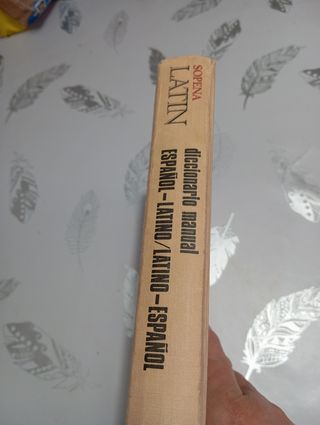 SOPENA
LATIN
diccionario manual
ESPAÑOL-LATINO/LATINO-ESPAÑOL